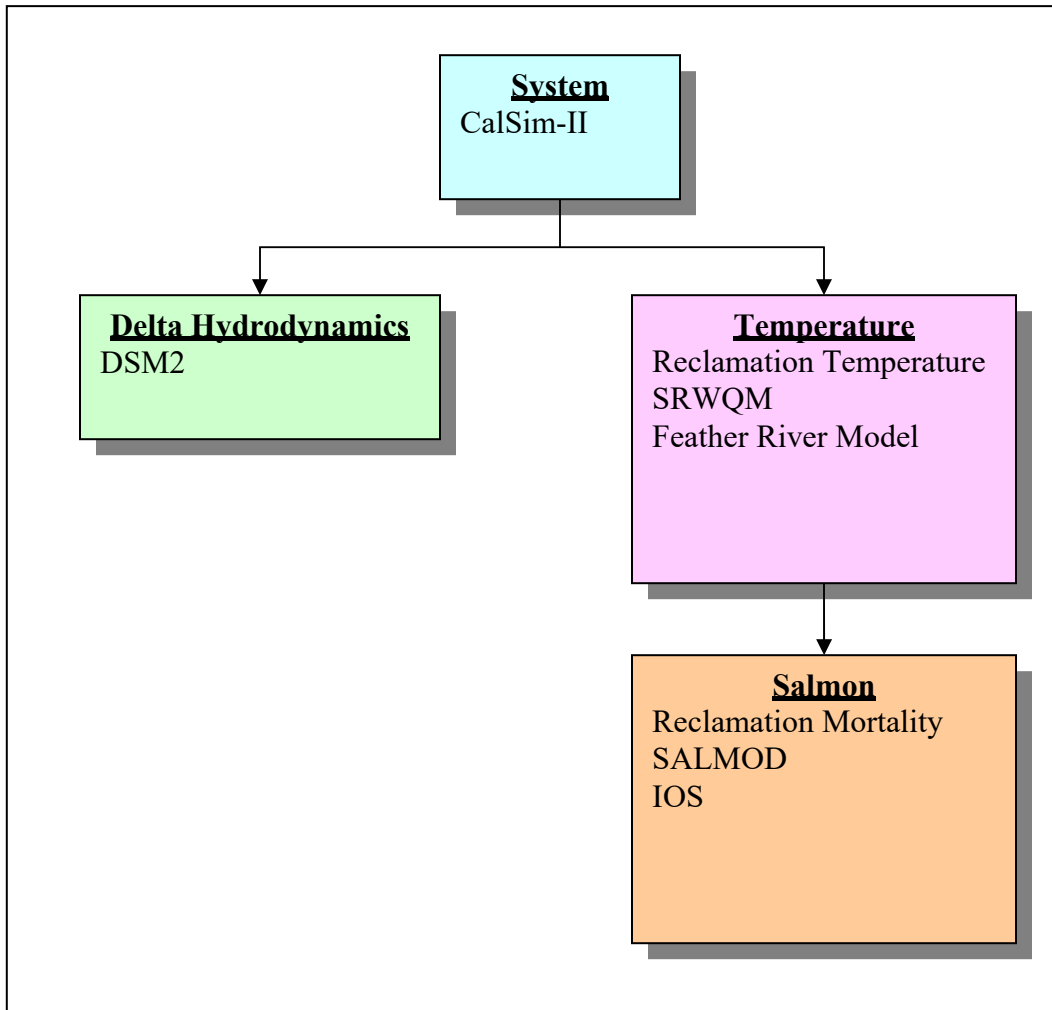 System
CalSim-II
Delta Hydrodynamics
DSM2
Temperature
Reclamation Temperature
SRWQM
Feather River Model
Salmon
Reclamation Mortality
SALMOD
IOS